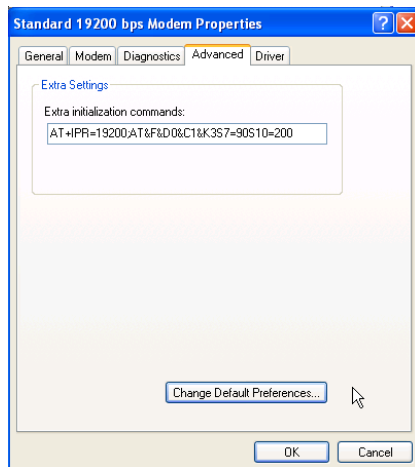 Standard 19200 bps Modem Properties
General Modem Diagnostics Advanced Driver
Extra Settings
Extra initialization commands:
AT+IPR=19200;AT&F&D0&C1&K3S7=90S10=200
Change Default Preferences...
OK Cancel